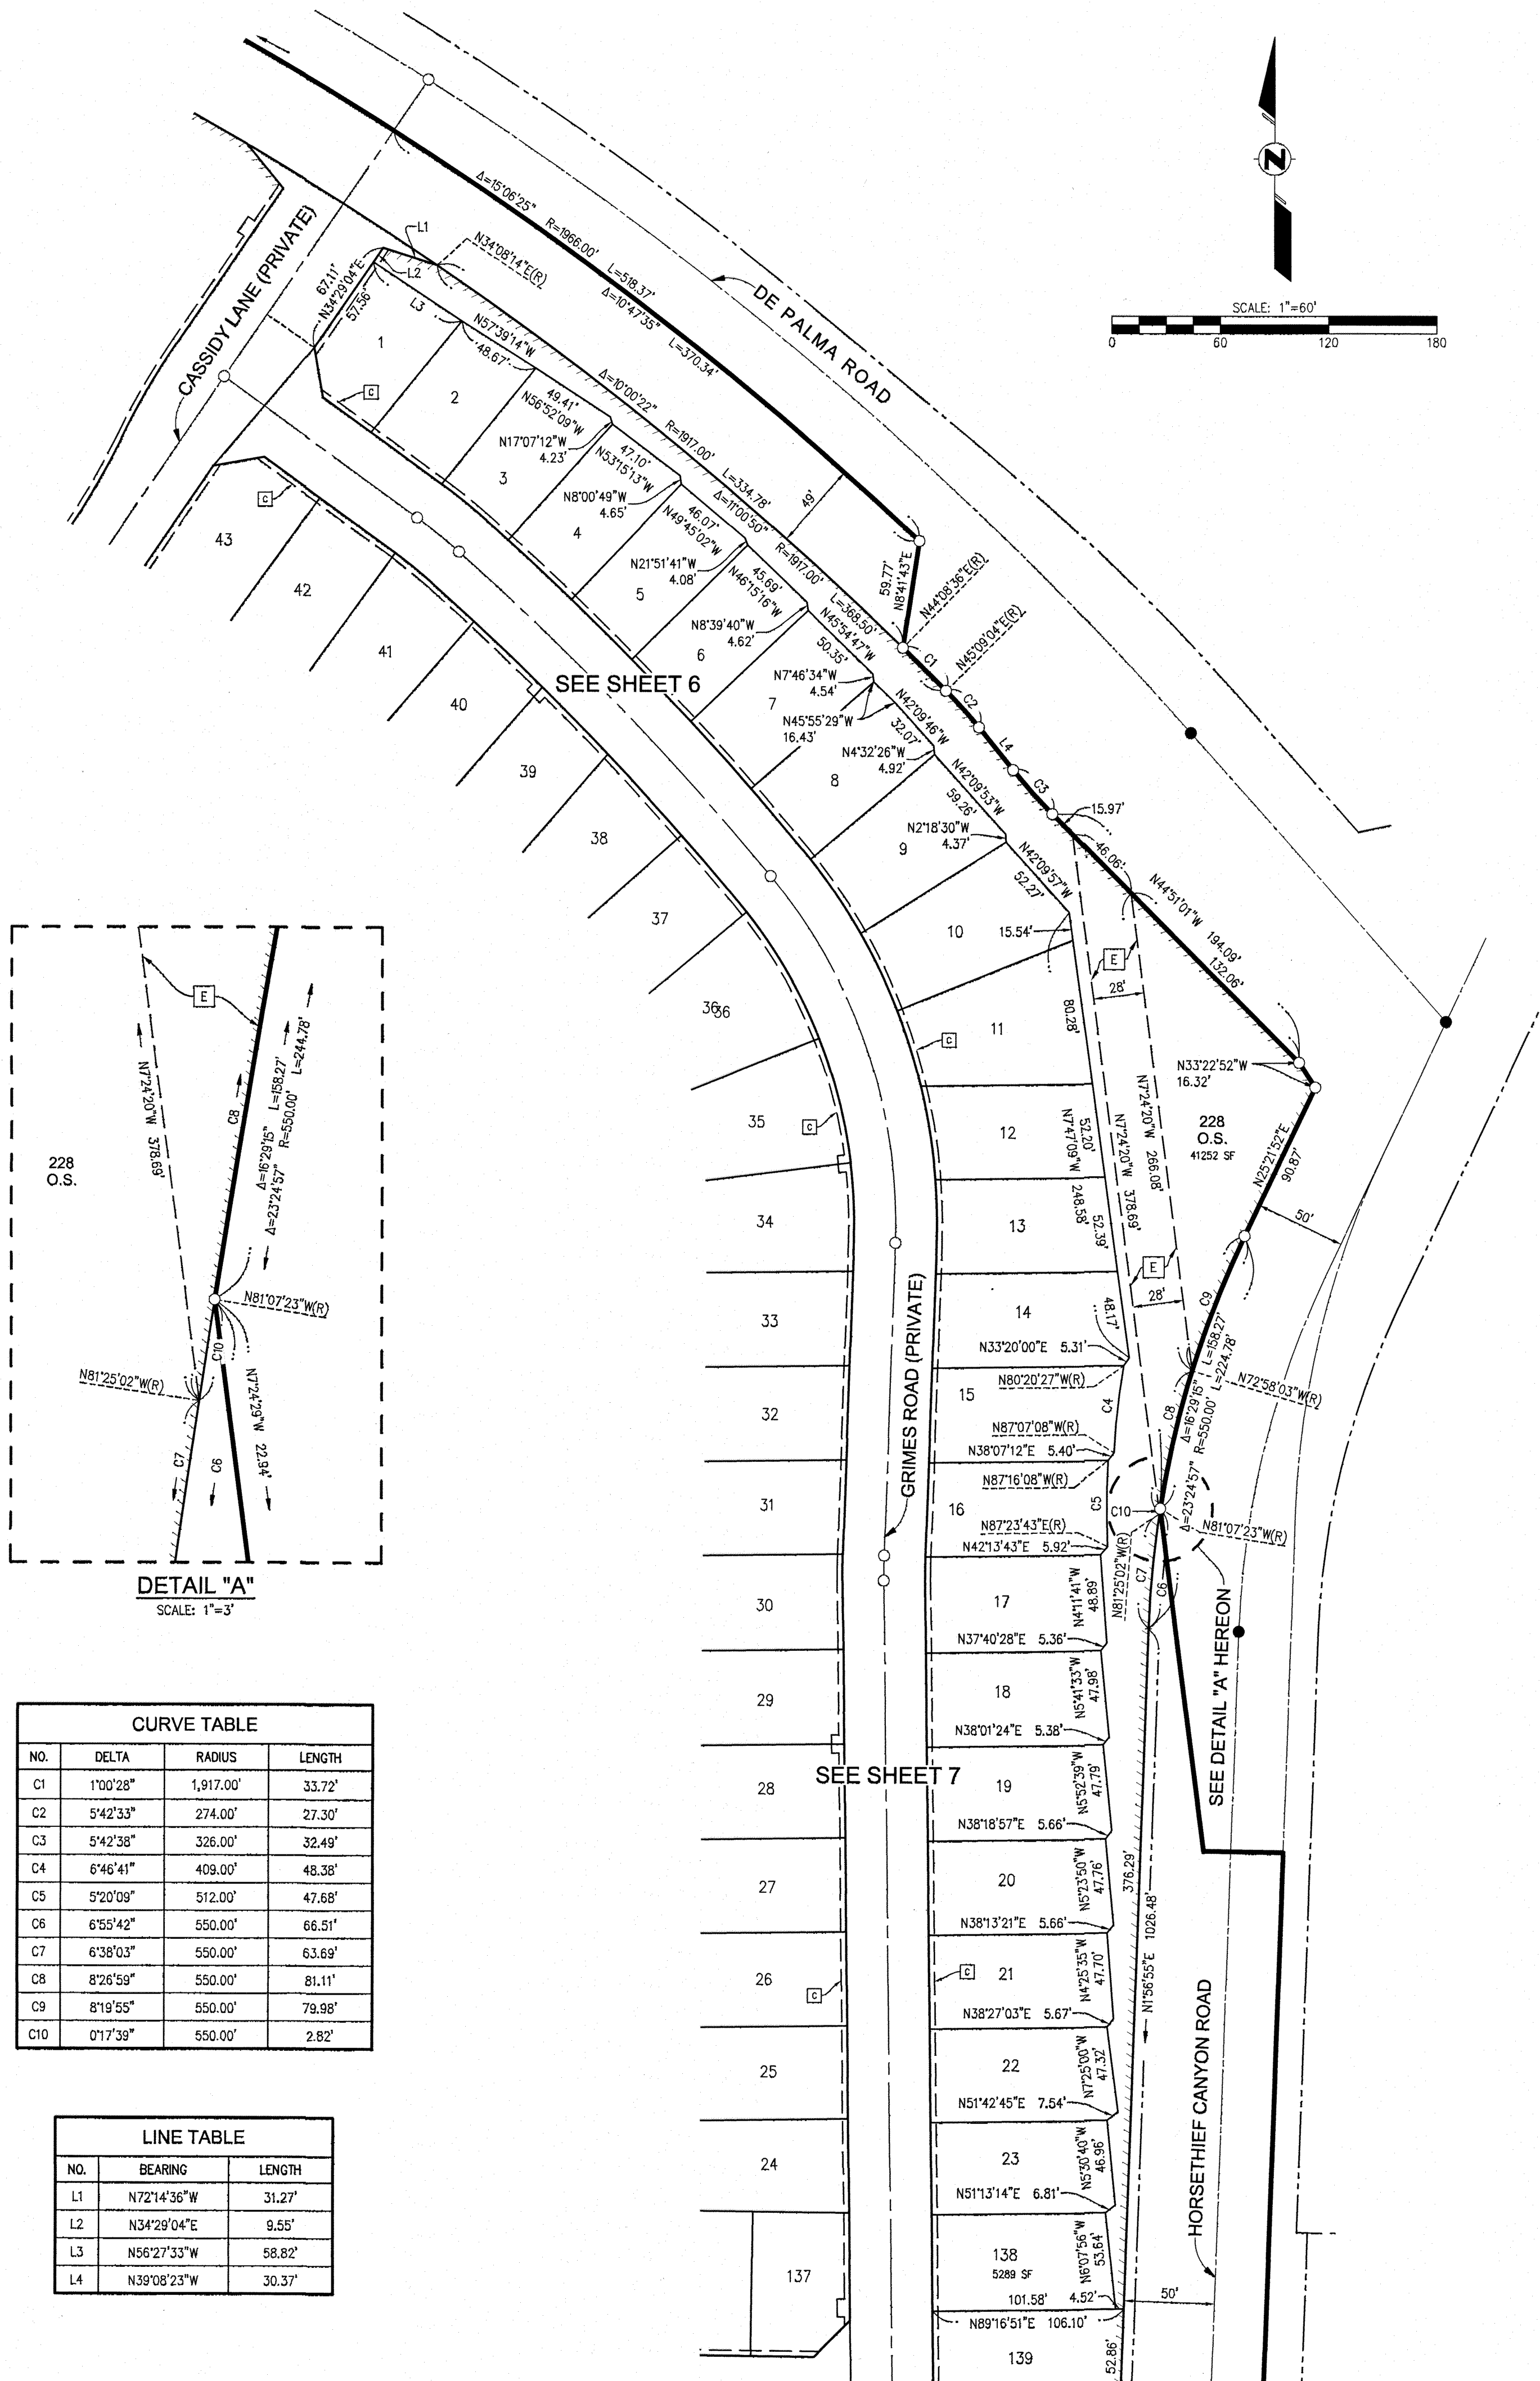 N
SCALE: 1"=60'
0 60 120 180
Δ=15°06'25" R=1966.00' L=518.37'
Δ=10°47'35" L=370.34'
DE PALMA ROAD
CASSIDY LANE (PRIVATE)
L1
L2
L3
N34°08'14"E(R)
67.11'
N34°29'04"E
57.56'
N57°39'14"W
48.67'
Δ=10°00'22" R=1917.00' L=334.78'
Δ=11°00'50" R=1917.00' L=368.50'
49'
49.41'
N56°52'09"W
N17°07'12"W
4.23'
47.10'
N53°15'13"W
N8°00'49"W
4.65'
46.07'
N49°45'02"W
N21°51'41"W
4.08'
45.69'
N46°15'16"W
N8°39'40"W
4.62'
N45°54'47"W
50.35'
N7°46'34"W
4.54'
N45°55'29"W
16.43'
N42°09'46"W
32.07'
N4°32'26"W
4.92'
N42°09'53"W
59.26'
N2°18'30"W
4.37'
N42°09'57"W
52.27'
15.54'
59.77'
N8°41'43"E
N44°08'36"E(R)
N45°09'04"E(R)
C1
C2
L4
C3
15.97'
46.06'
N44°51'01"W 194.09'
132.06'
N33°22'52"W
16.32'
N25°21'52"E
90.87'
50'
228
O.S.
41252 SF
E
28'
80.28'
N7°24'20"W 266.08'
N7°24'20"W 378.69'
52.20'
N7°47'09"W 248.58'
52.39'
48.17'
E
28'
C9
C8
Δ=16°29'15" L=158.27'
Δ=23°24'57" R=550.00' L=224.78'
N72°58'03"W(R)
N81°07'23"W(R)
N81°25'02"W(R)
C10
C7
C6
SEE DETAIL "A" HEREON
N33°20'00"E 5.31'
N80°20'27"W(R)
C4
N87°07'08"W(R)
N38°07'12"E 5.40'
N87°16'08"W(R)
C5
N87°23'43"E(R)
N42°13'43"E 5.92'
N4°11'41"W
48.89'
N37°40'28"E 5.36'
N5°41'33"W
47.98'
N38°01'24"E 5.38'
N5°52'39"W
47.79'
N38°18'57"E 5.66'
N5°23'50"W
47.76'
N38°13'21"E 5.66'
N4°25'35"W
47.70'
N38°27'03"E 5.67'
N7°25'00"W
47.32'
N51°42'45"E 7.54'
N5°30'40"W
46.96'
N51°13'14"E 6.81'
N6°07'56"W
53.64'
138
5289 SF
101.58' 4.52'
N89°16'51"E 106.10'
139
52.86'
50'
376.29'
N1°56'55"E 1026.48'
HORSETHIEF CANYON ROAD
GRIMES ROAD (PRIVATE)
SEE SHEET 6
SEE SHEET 7
1
2
3
4
5
6
7
8
9
10
11
12
13
14
15
16
17
18
19
20
21
22
23
24
25
26
27
28
29
30
31
32
33
34
35
36
36
37
38
39
40
41
42
43
137
C
C
C
C
C
C
228
O.S.
E
N7°24'20"W 378.69'
C8
Δ=16°29'15" L=158.27'
Δ=23°24'57" R=550.00' L=244.78'
N81°07'23"W(R)
C10
N81°25'02"W(R)
C7
C6
N7°24'29"W 22.94'
DETAIL "A"
SCALE: 1"=3'
CURVE TABLE
NO. DELTA RADIUS LENGTH
C1 1°00'28" 1,917.00' 33.72'
C2 5°42'33" 274.00' 27.30'
C3 5°42'38" 326.00' 32.49'
C4 6°46'41" 409.00' 48.38'
C5 5°20'09" 512.00' 47.68'
C6 6°55'42" 550.00' 66.51'
C7 6°38'03" 550.00' 63.69'
C8 8°26'59" 550.00' 81.11'
C9 8°19'55" 550.00' 79.98'
C10 0°17'39" 550.00' 2.82'
LINE TABLE
NO. BEARING LENGTH
L1 N72°14'36"W 31.27'
L2 N34°29'04"E 9.55'
L3 N56°27'33"W 58.82'
L4 N39°08'23"W 30.37'